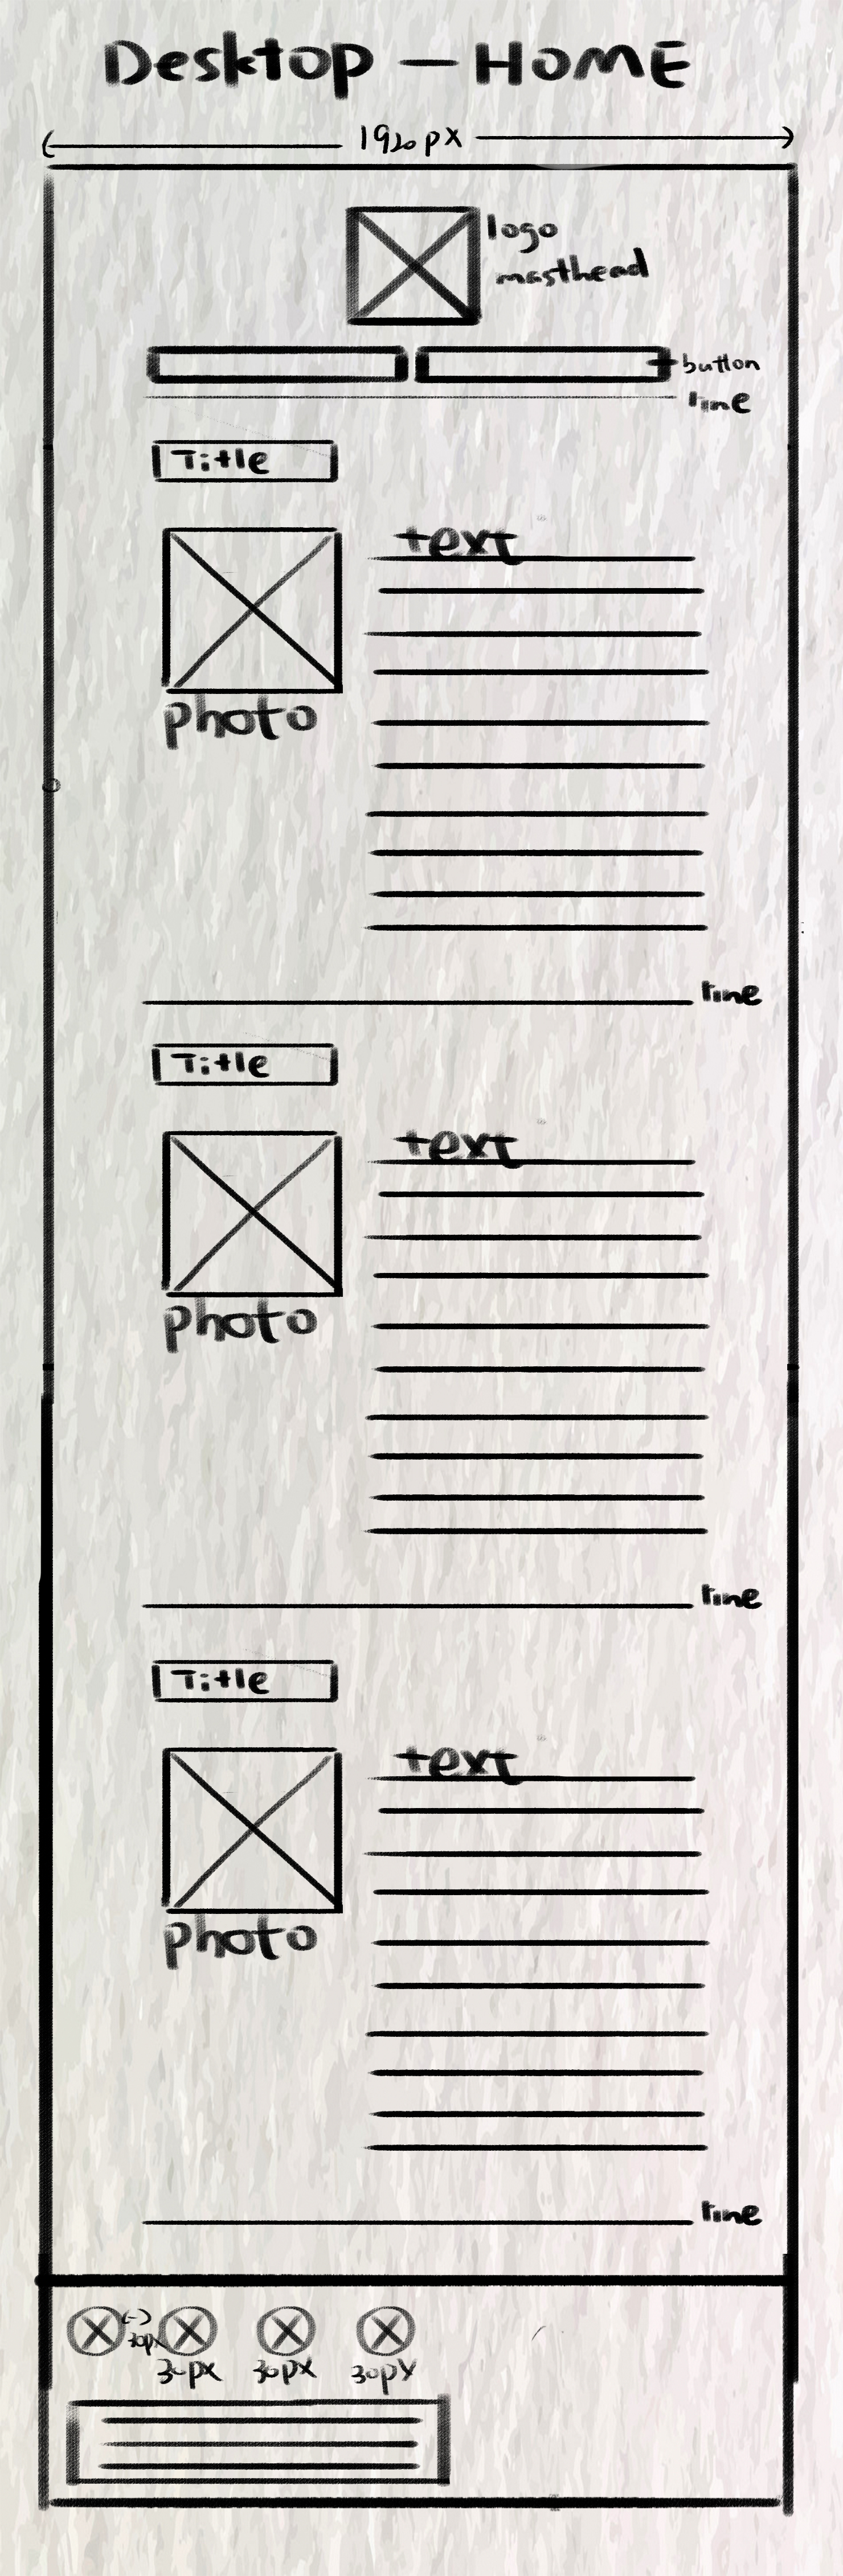 Desktop — HOME
1920px
logo
masthead
button
line
Title
text
photo
line
Title
text
photo
line
Title
text
photo
line
30px
30px
30px
30px